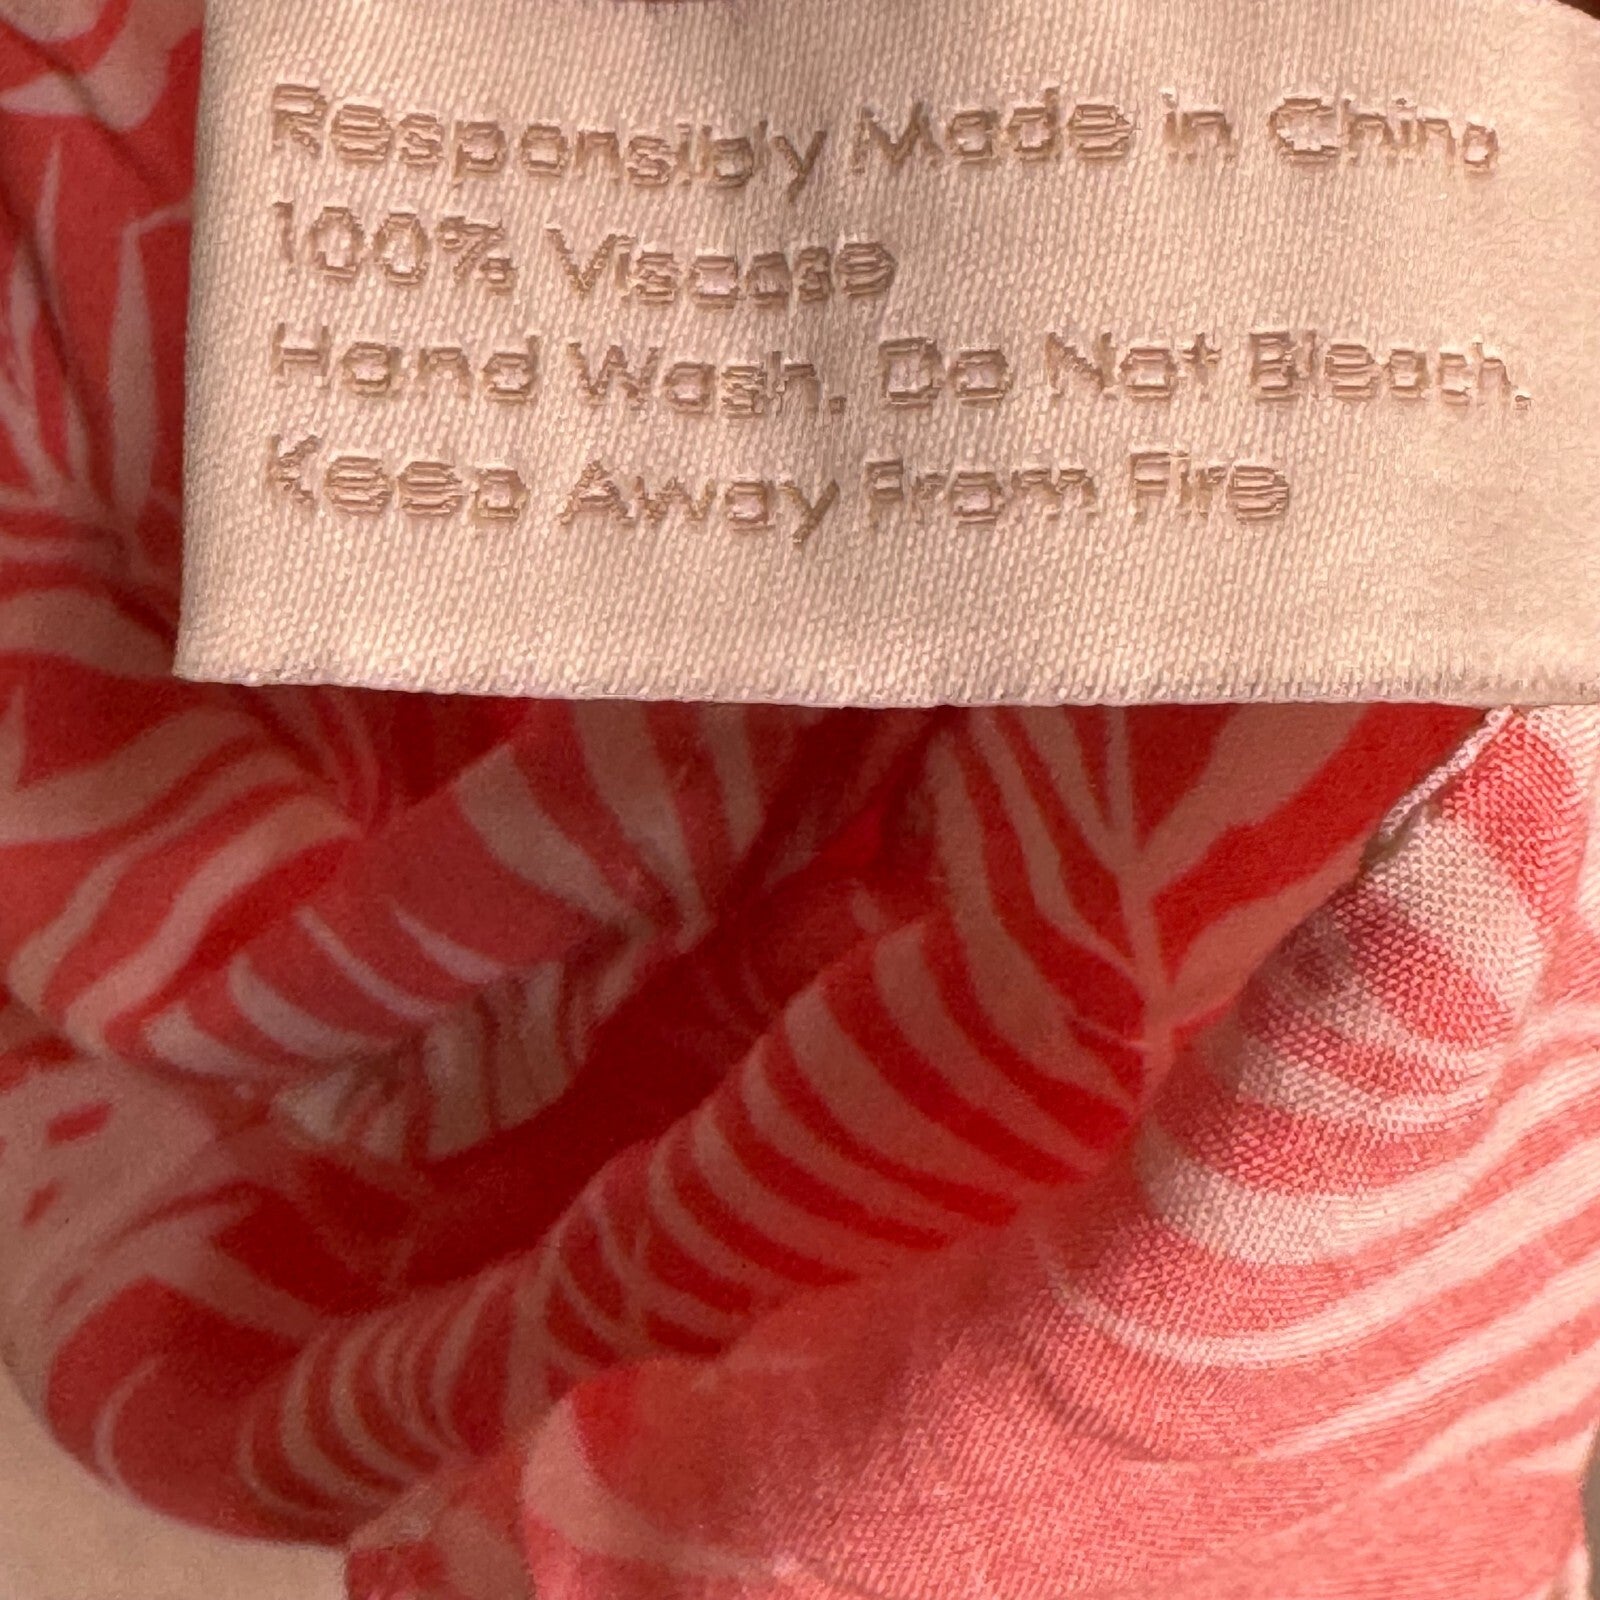 Responsibly Made in China
100% Viscose
Hand Wash. Do Not Bleach.
Keep Away From Fire